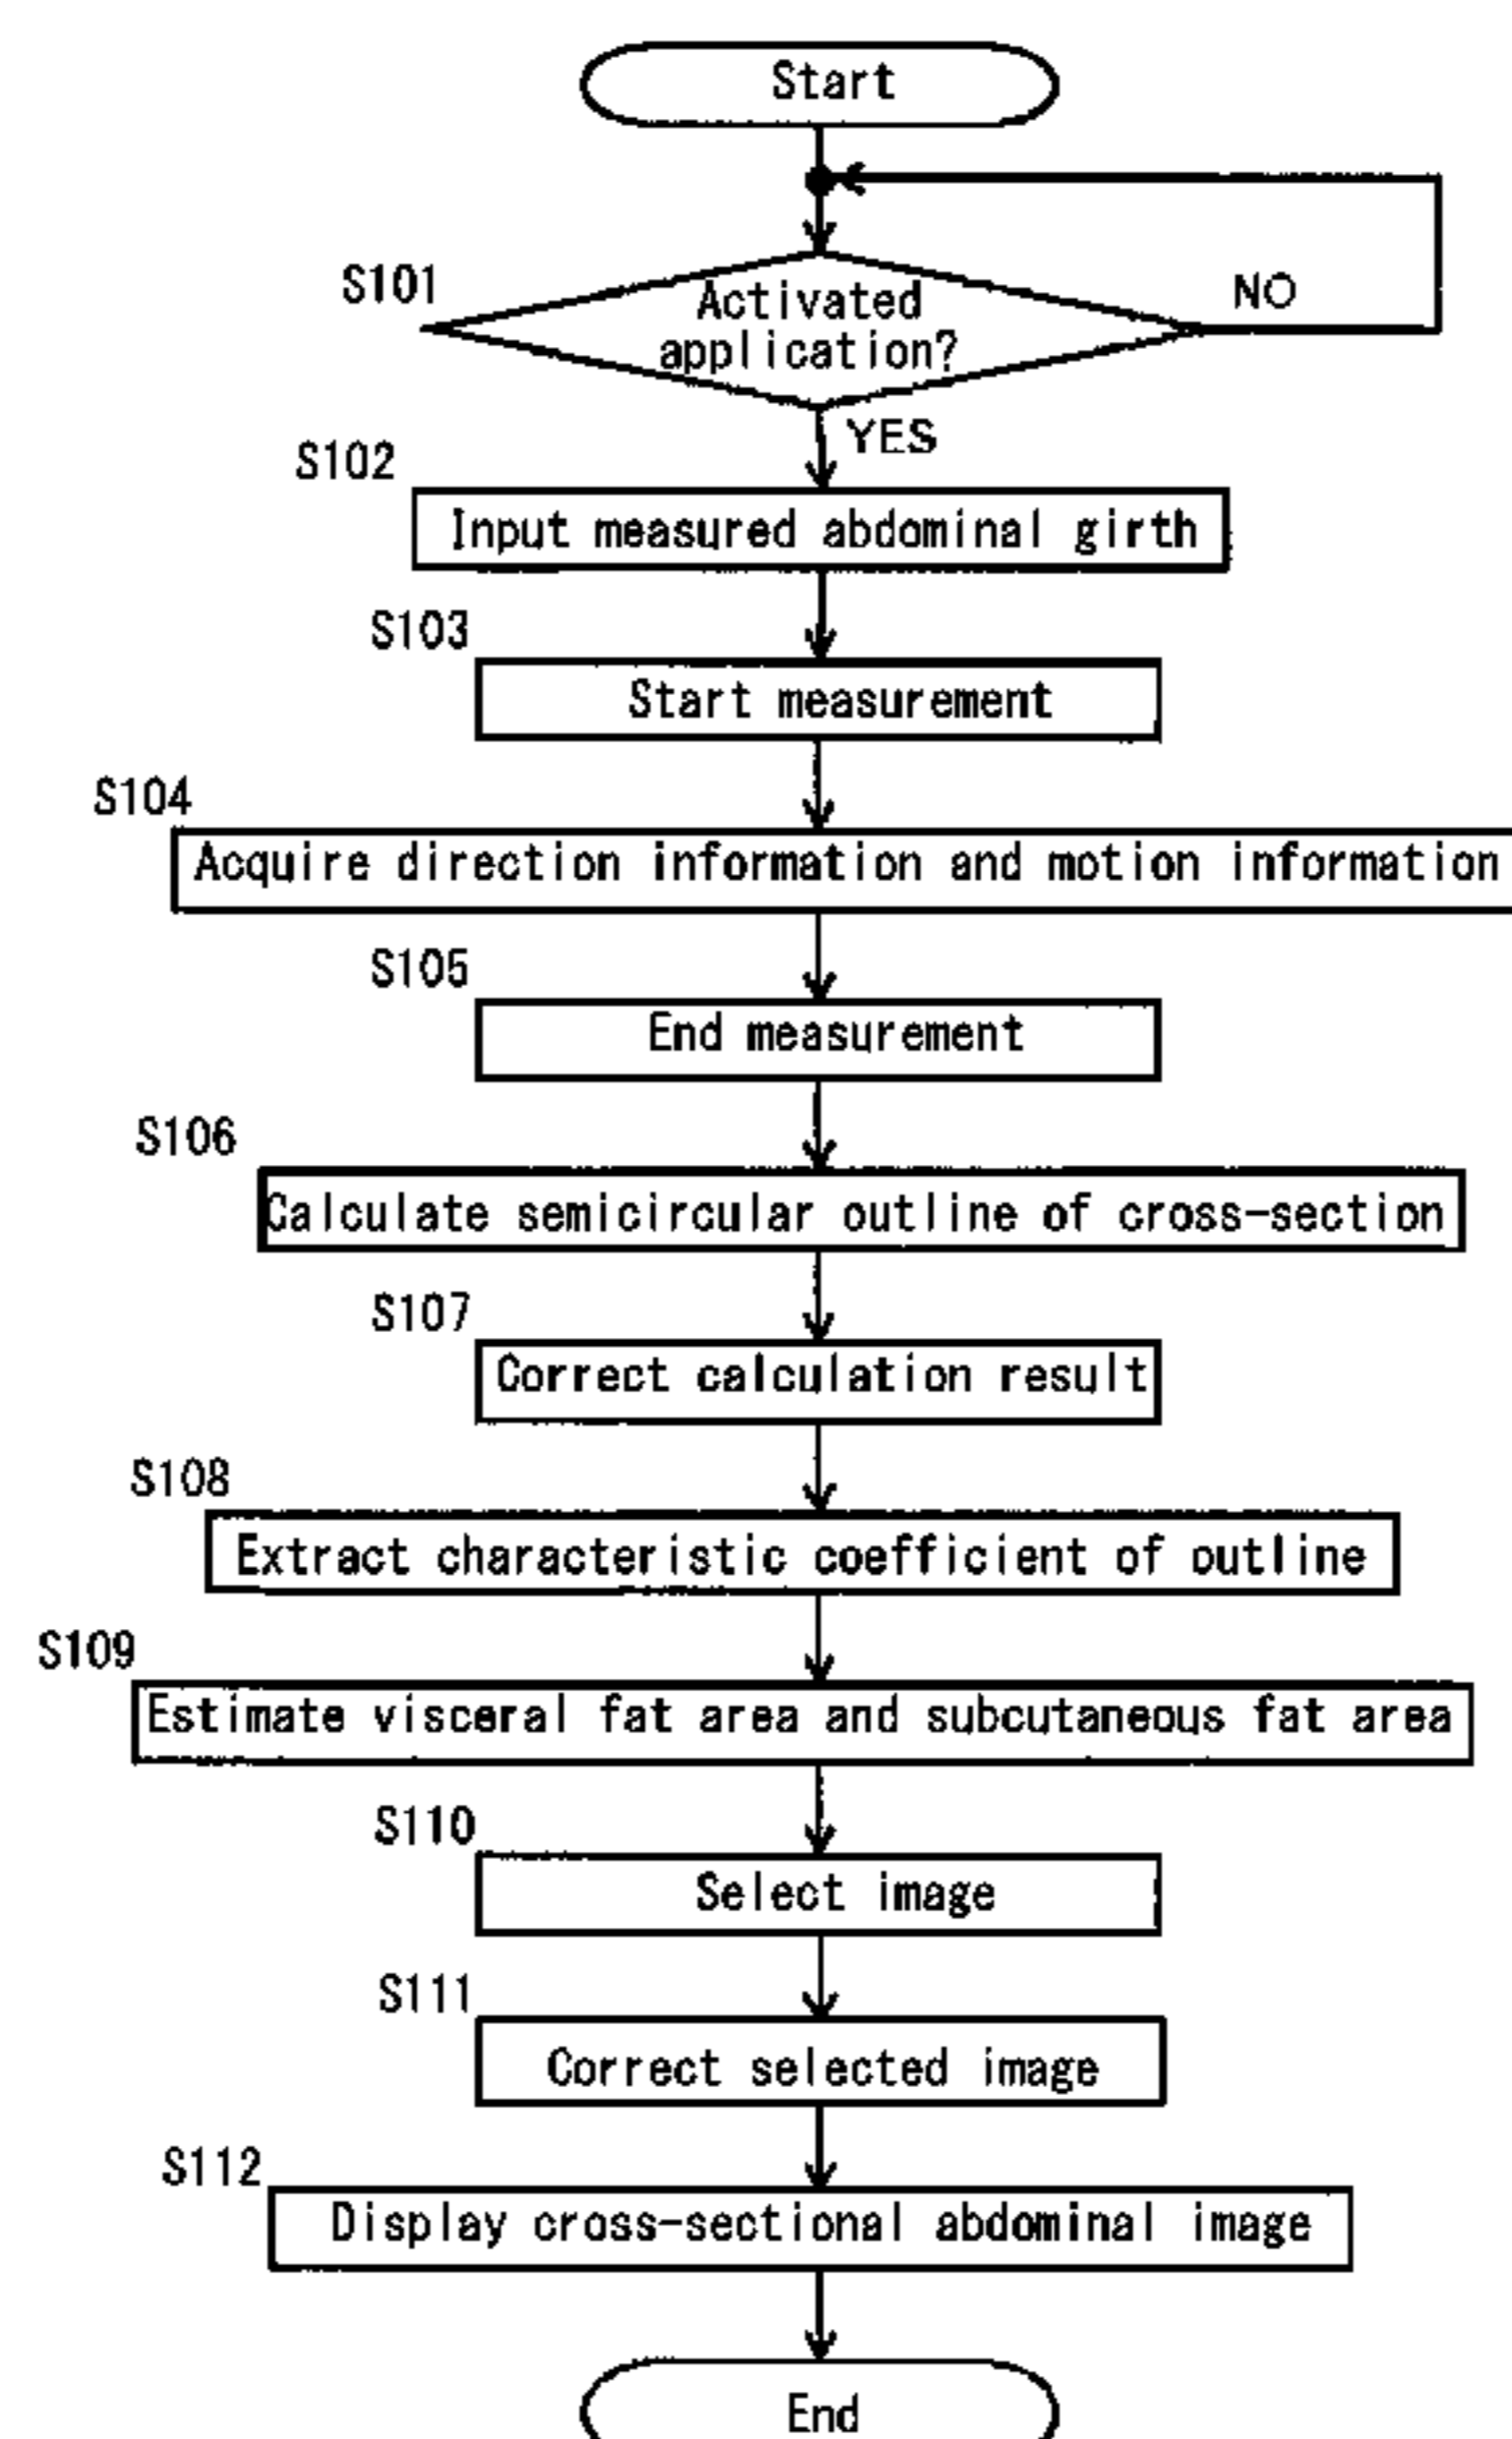 Start
S101
Activated
application?
NO
YES
S102
Input measured abdominal girth
S103
Start measurement
S104
Acquire direction information and motion information
S105
End measurement
S106
Calculate semicircular outline of cross-section
S107
Correct calculation result
S108
Extract characteristic coefficient of outline
S109
Estimate visceral fat area and subcutaneous fat area
S110
Select image
S111
Correct selected image
S112
Display cross-sectional abdominal image
End